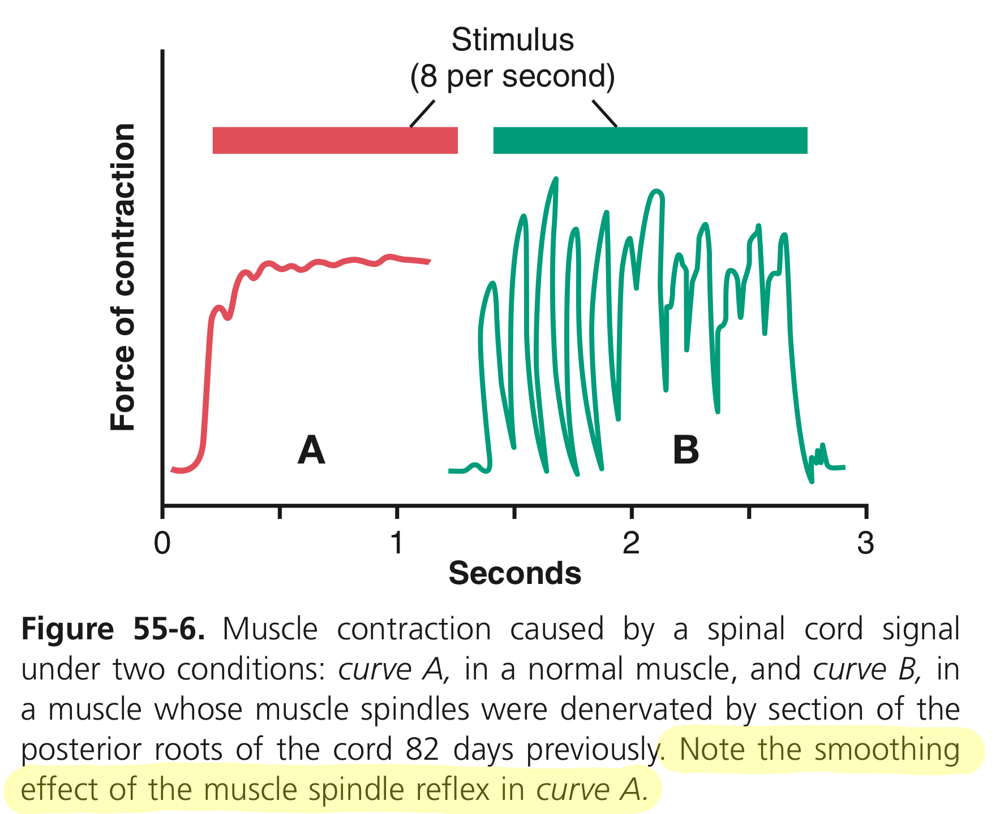 Stimulus
(8 per second)
Force of contraction
A
B
0 1 2 3
Seconds
Figure 55-6. Muscle contraction caused by a spinal cord signal
under two conditions: curve A, in a normal muscle, and curve B, in
a muscle whose muscle spindles were denervated by section of the
posterior roots of the cord 82 days previously. Note the smoothing
effect of the muscle spindle reflex in curve A.